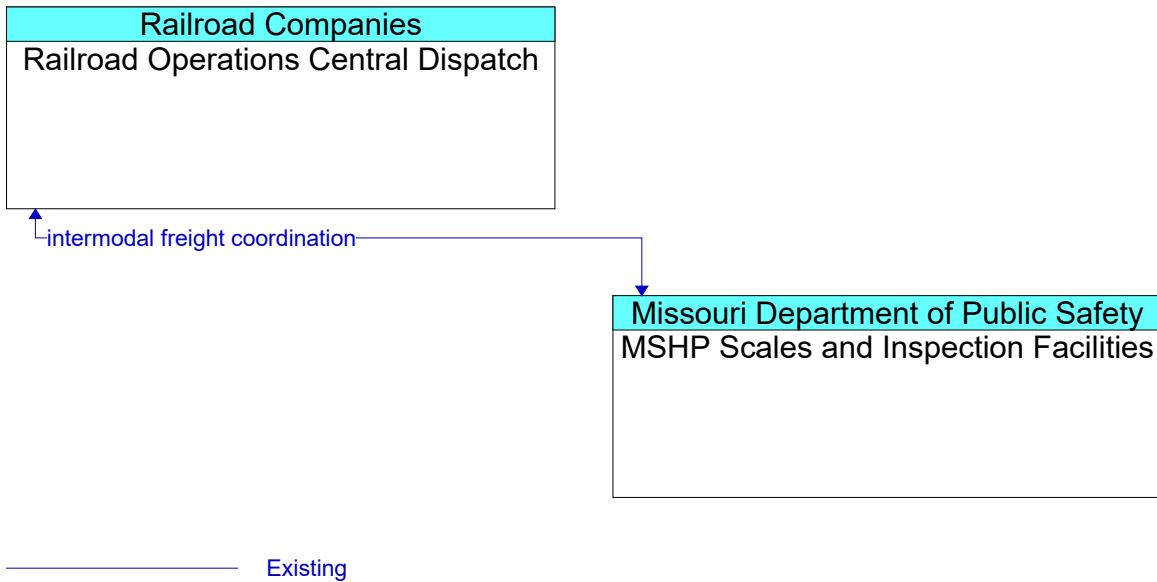 Railroad Companies
Railroad Operations Central Dispatch
intermodal freight coordination
Missouri Department of Public Safety
MSHP Scales and Inspection Facilities
Existing